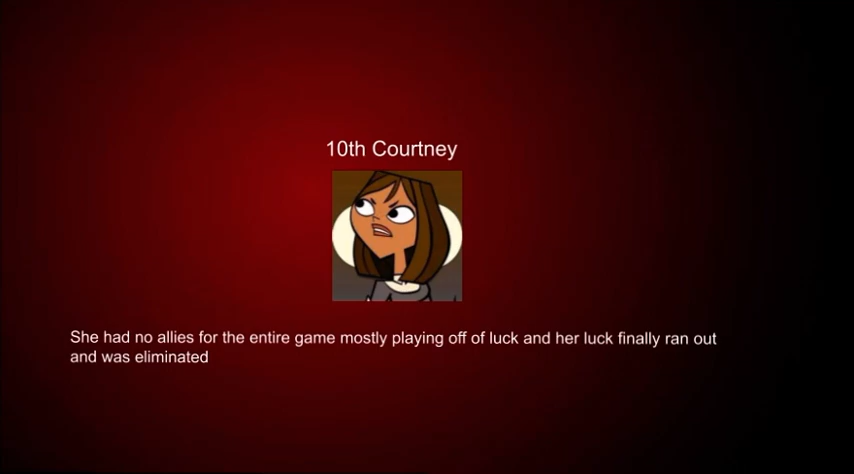 10th Courtney
She had no allies for the entire game mostly playing off of luck and her luck finally ran out
and was eliminated